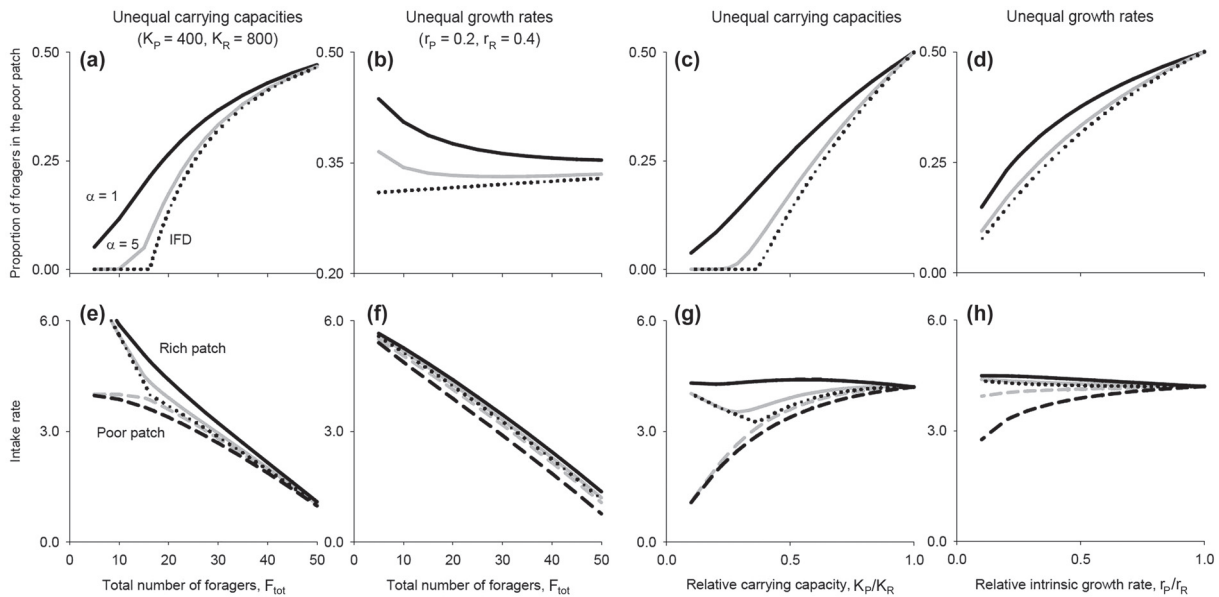 Unequal carrying capacities
(K_P = 400, K_R = 800)
Unequal growth rates
(r_P = 0.2, r_R = 0.4)
Unequal carrying capacities
Unequal growth rates
Proportion of foragers in the poor patch
(a)
0.50
0.25
0.00
α = 1
α = 5
IFD
(b)
0.50
0.35
0.20
(c)
0.50
0.25
0.00
(d)
0.50
0.25
0.00
Intake rate
(e)
6.0
3.0
0.0
Rich patch
Poor patch
0 10 20 30 40 50
Total number of foragers, F_tot
(f)
6.0
3.0
0.0
0 10 20 30 40 50
Total number of foragers, F_tot
(g)
6.0
3.0
0.0
0.0 0.5 1.0
Relative carrying capacity, K_P/K_R
(h)
6.0
3.0
0.0
0.0 0.5 1.0
Relative intrinsic growth rate, r_P/r_R